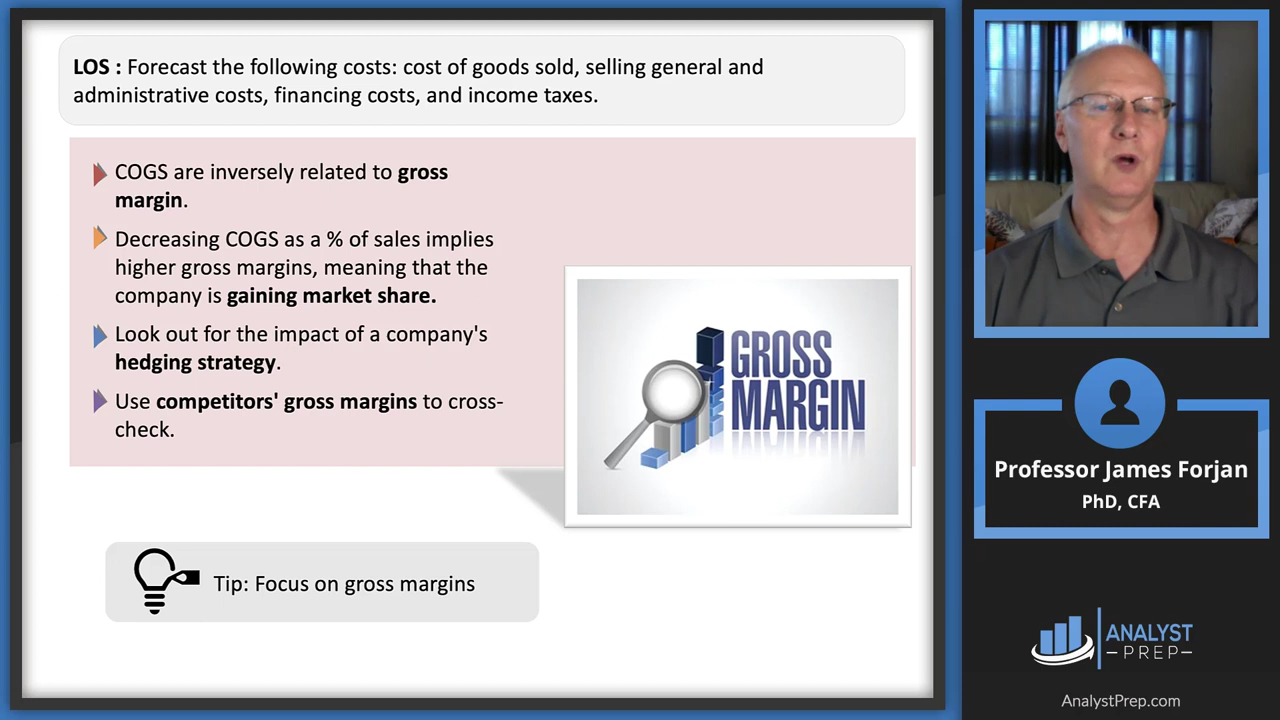 LOS : Forecast the following costs: cost of goods sold, selling general and
administrative costs, financing costs, and income taxes.
COGS are inversely related to gross
margin.
Decreasing COGS as a % of sales implies
higher gross margins, meaning that the
company is gaining market share.
Look out for the impact of a company's
hedging strategy.
Use competitors' gross margins to cross-
check.
GROSS
MARGIN
Tip: Focus on gross margins
Professor James Forjan
PhD, CFA
ANALYST
–PREP–
AnalystPrep.com